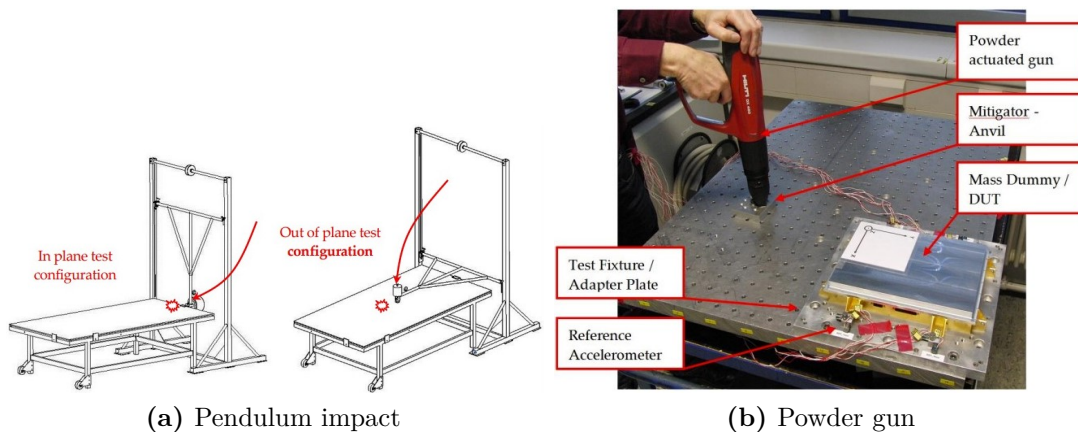 In plane test
configuration
Out of plane test
configuration
(a) Pendulum impact
HILTI
Powder
actuated gun
Mitigator -
Anvil
Mass Dummy /
DUT
Test Fixture /
Adapter Plate
Reference
Accelerometer
(b) Powder gun